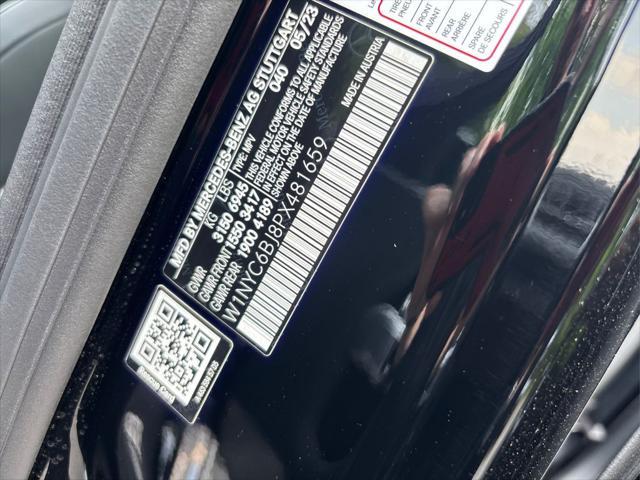 MFD BY MERCEDES-BENZ AG STUTTGART
040 05/23
KG LBS
GVWR 3150 6945
GAWR FRONT 1550 3417
GAWR REAR 1900 4189
TYPE: MPV
THIS VEHICLE CONFORMS TO ALL APPLICABLE
FEDERAL MOTOR VEHICLE SAFETY STANDARDS
IN EFFECT ON THE DATE OF MANUFACTURE
SHOWN ABOVE
W1NYC6BJ8PX481659
MADE IN AUSTRIA
Rescue card
FRONT
AVANT
REAR
ARRIÈRE
SPARE
DE SECOURS